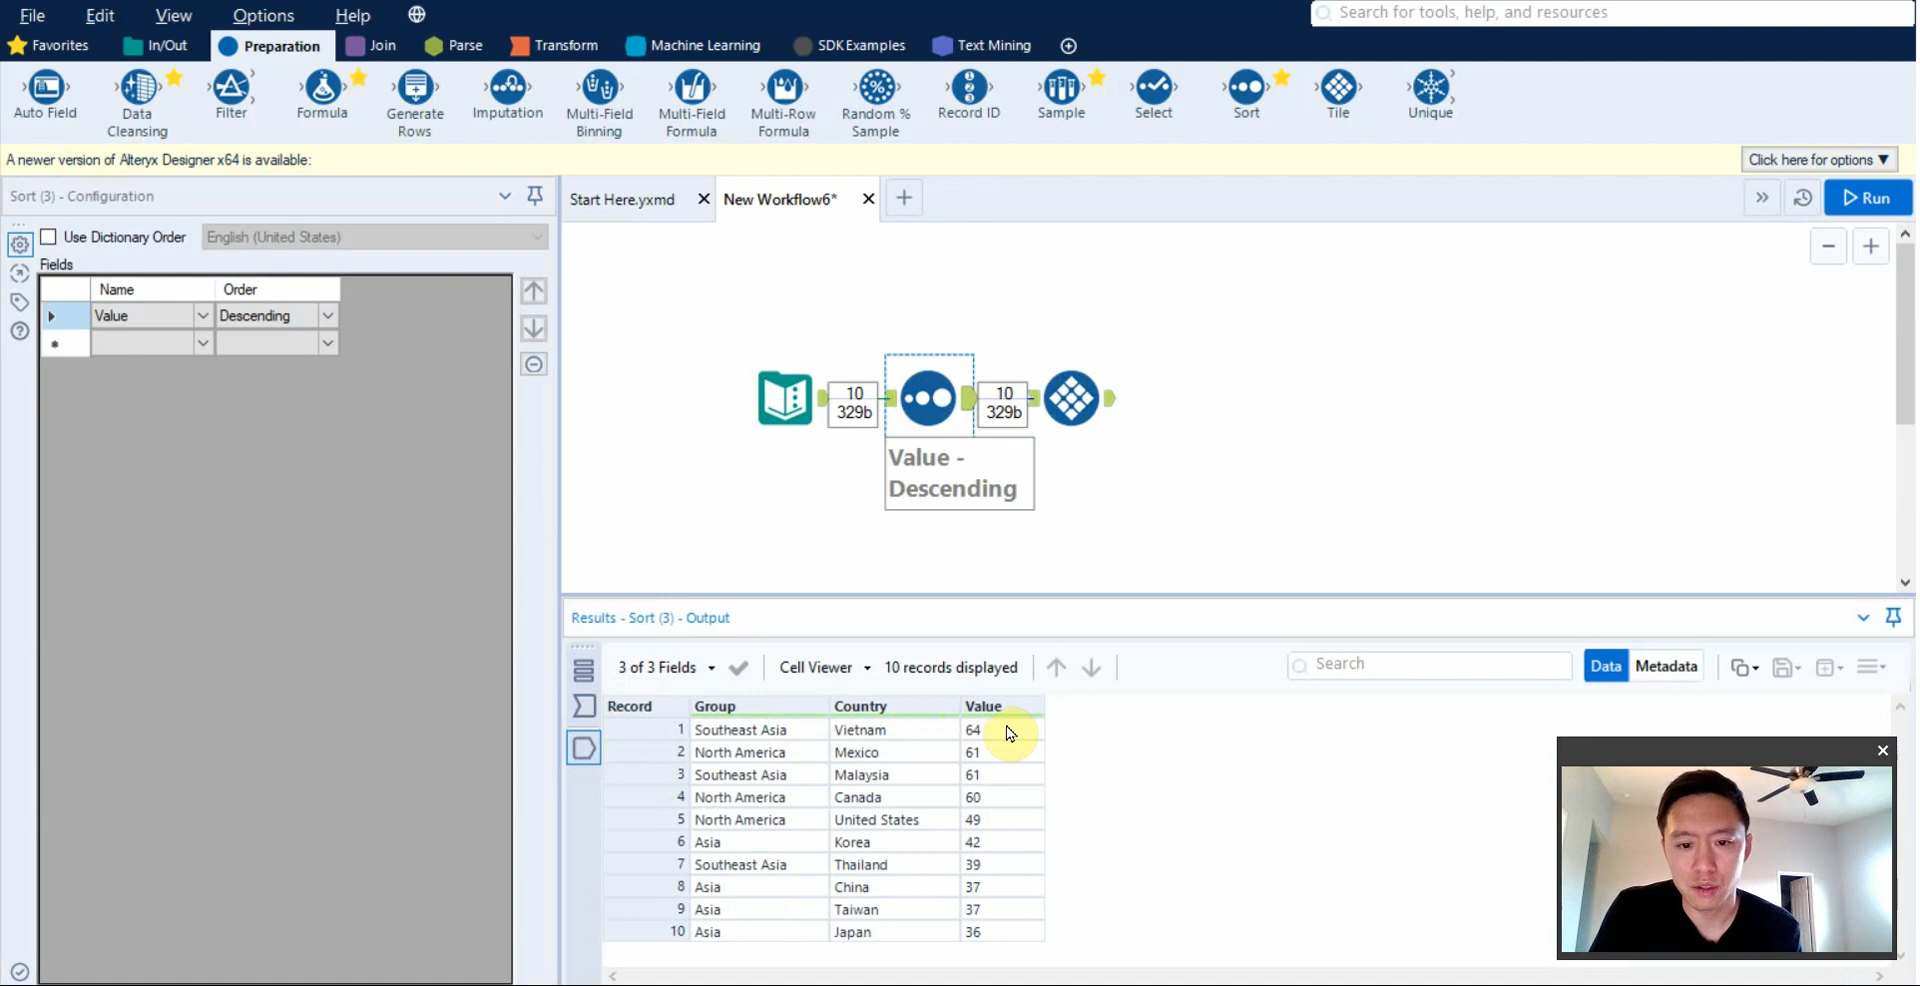 File Edit View Options Help
Search for tools, help, and resources
Favorites In/Out Preparation Join Parse Transform Machine Learning SDK Examples Text Mining
Auto Field
Data Cleansing
Filter
Formula
Generate Rows
Imputation
Multi-Field Binning
Multi-Field Formula
Multi-Row Formula
Random % Sample
Record ID
Sample
Select
Sort
Tile
Unique
A newer version of Alteryx Designer x64 is available:
Click here for options ▼
Sort (3) - Configuration
Start Here.yxmd
New Workflow6*
Run
Use Dictionary Order English (United States)
Fields
Name Order
Value Descending
10
329b
10
329b
Value -
Descending
Results - Sort (3) - Output
3 of 3 Fields Cell Viewer 10 records displayed Search Data Metadata
Record Group Country Value
1 Southeast Asia Vietnam 64
2 North America Mexico 61
3 Southeast Asia Malaysia 61
4 North America Canada 60
5 North America United States 49
6 Asia Korea 42
7 Southeast Asia Thailand 39
8 Asia China 37
9 Asia Taiwan 37
10 Asia Japan 36